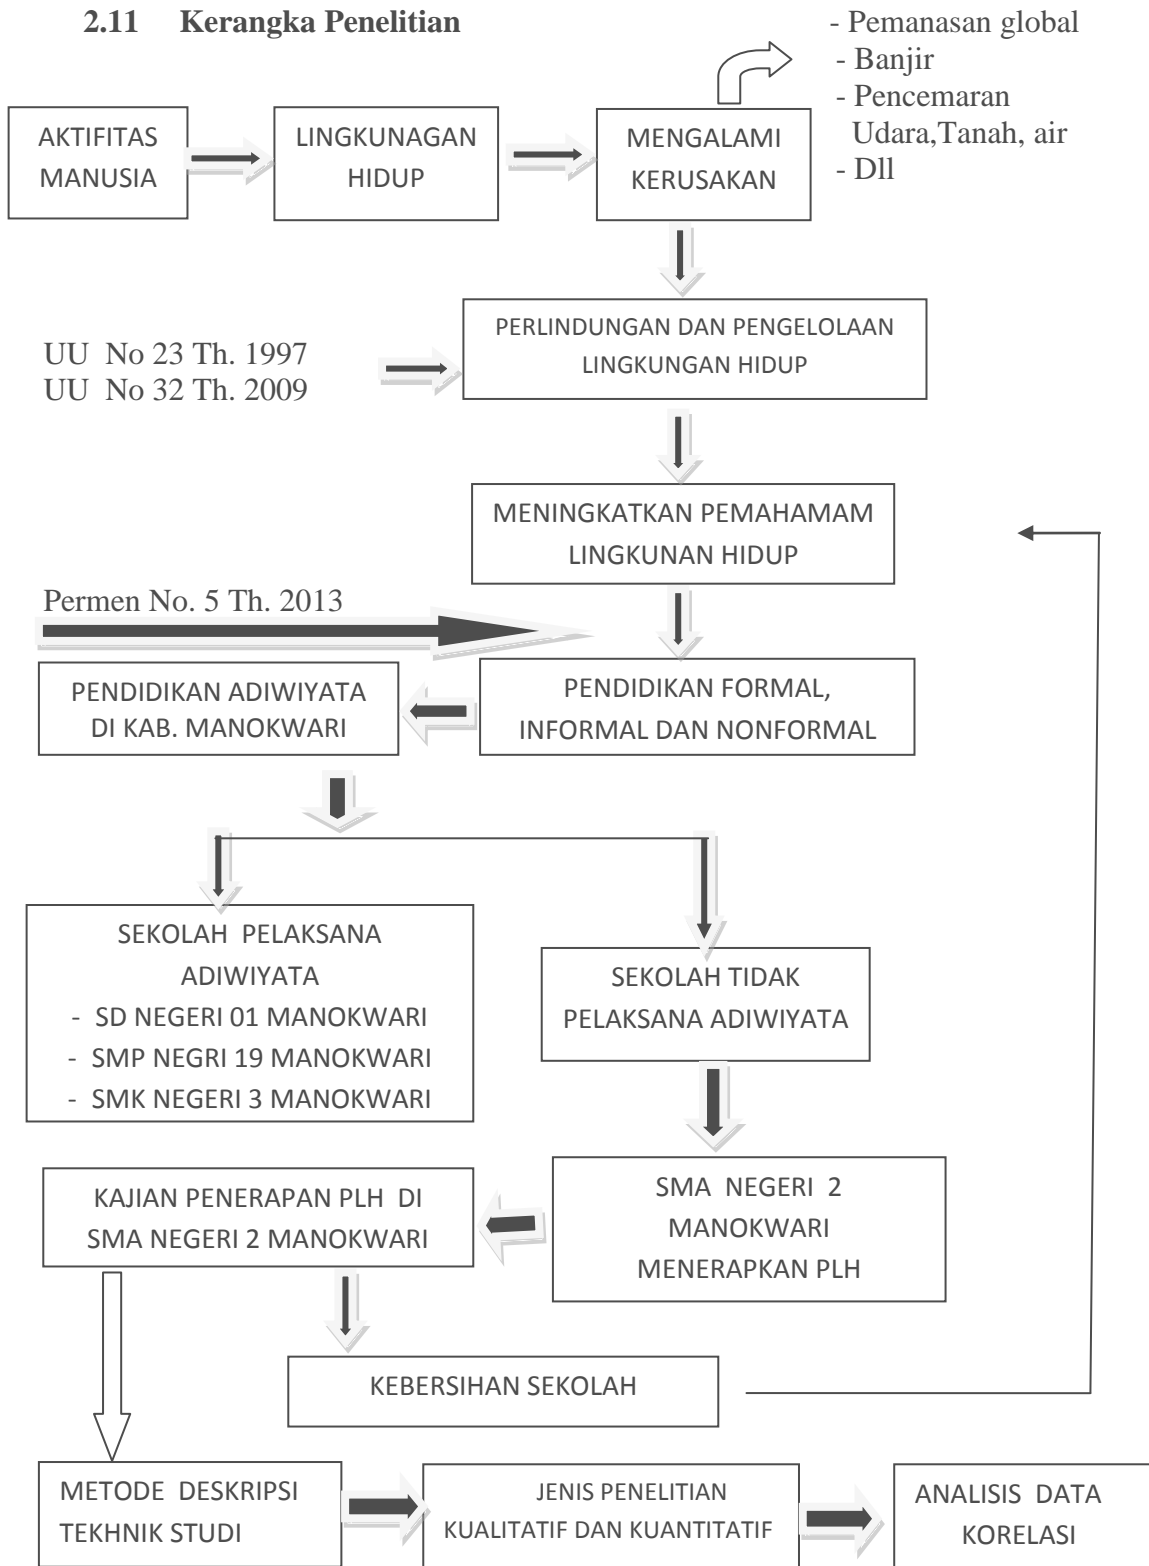 2.11 Kerangka Penelitian
- Pemanasan global
- Banjir
- Pencemaran
Udara,Tanah, air
- Dll
AKTIFITAS
MANUSIA
LINGKUNAGAN
HIDUP
MENGALAMI
KERUSAKAN
PERLINDUNGAN DAN PENGELOLAAN
LINGKUNGAN HIDUP
UU No 23 Th. 1997
UU No 32 Th. 2009
MENINGKATKAN PEMAHAMAM
LINGKUNAN HIDUP
Permen No. 5 Th. 2013
PENDIDIKAN FORMAL,
INFORMAL DAN NONFORMAL
PENDIDIKAN ADIWIYATA
DI KAB. MANOKWARI
SEKOLAH PELAKSANA
ADIWIYATA
- SD NEGERI 01 MANOKWARI
- SMP NEGRI 19 MANOKWARI
- SMK NEGERI 3 MANOKWARI
SEKOLAH TIDAK
PELAKSANA ADIWIYATA
SMA NEGERI 2
MANOKWARI
MENERAPKAN PLH
KAJIAN PENERAPAN PLH DI
SMA NEGERI 2 MANOKWARI
KEBERSIHAN SEKOLAH
METODE DESKRIPSI
TEKHNIK STUDI
JENIS PENELITIAN
KUALITATIF DAN KUANTITATIF
ANALISIS DATA
KORELASI